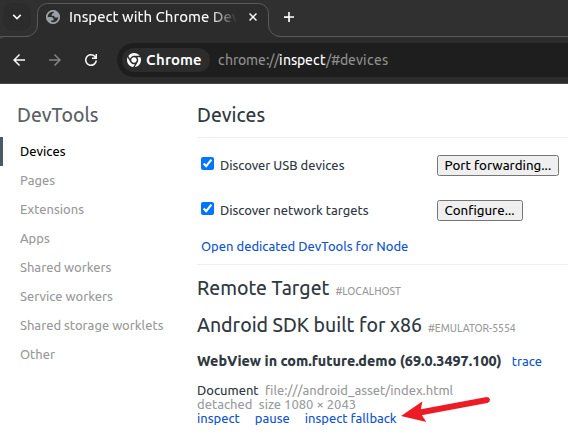 Inspect with Chrome De
Chrome chrome://inspect/#devices
DevTools
Devices
Pages
Extensions
Apps
Shared workers
Service workers
Shared storage worklets
Other
Devices
Discover USB devices Port forwarding...
Discover network targets Configure...
Open dedicated DevTools for Node
Remote Target #LOCALHOST
Android SDK built for x86 #EMULATOR-5554
WebView in com.future.demo (69.0.3497.100) trace
Document file:///android_asset/index.html
detached size 1080 × 2043
inspect pause inspect fallback